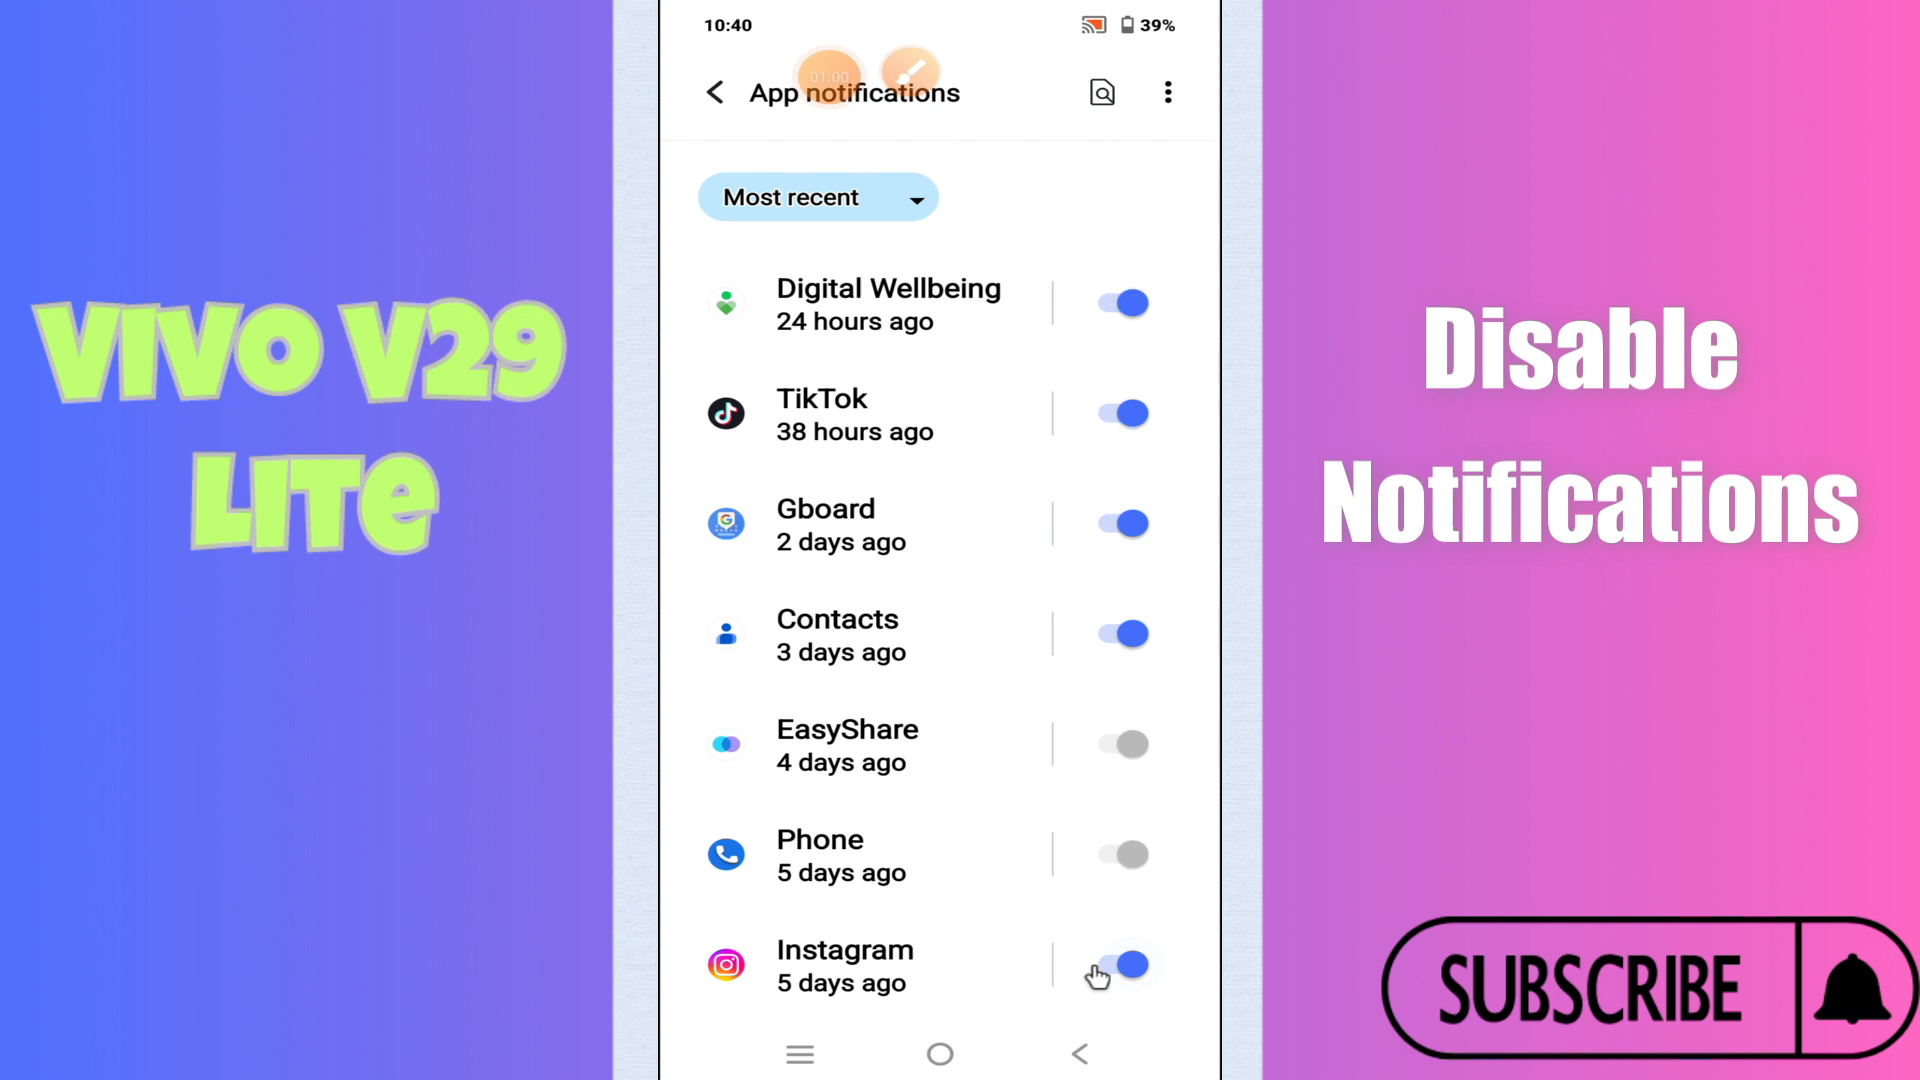 VIVO V29
LITE
10:40
39%
01:00
App notifications
Most recent
Digital Wellbeing
24 hours ago
TikTok
38 hours ago
Gboard
2 days ago
Contacts
3 days ago
EasyShare
4 days ago
Phone
5 days ago
Instagram
5 days ago
Disable
Notifications
SUBSCRIBE